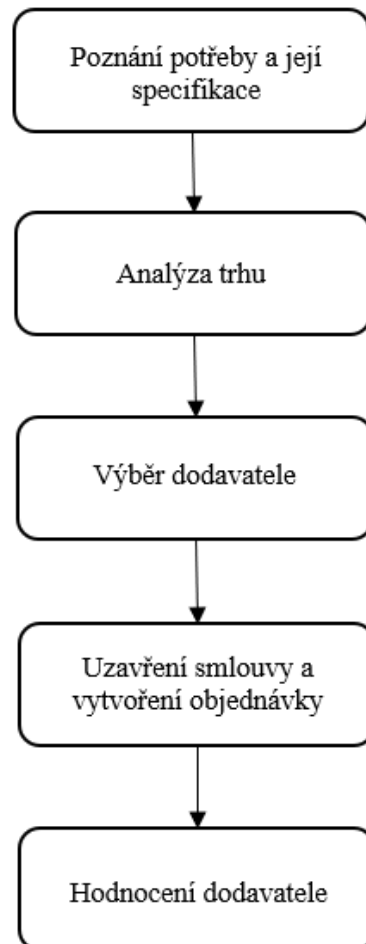 Poznání potřeby a její
specifikace
Analýza trhu
Výběr dodavatele
Uzavření smlouvy a
vytvoření objednávky
Hodnocení dodavatele